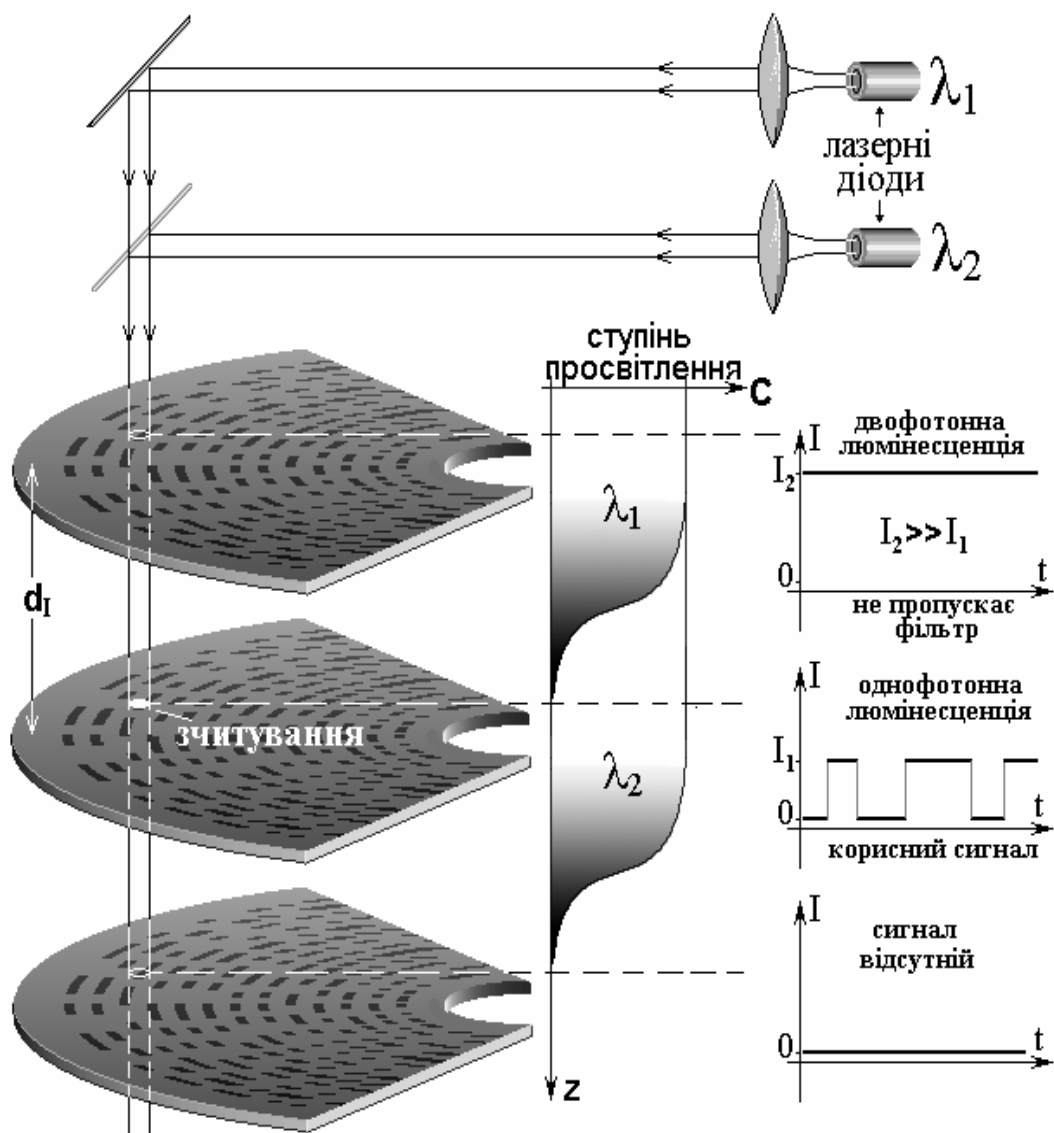 λ1
лазерні
діоди
λ2
ступінь
просвітлення
C
λ1
dI
зчитування
λ2
z
I
двофотонна
люмінесценція
I2
I2>>I1
0
t
не пропускає
фільтр
I
однофотонна
люмінесценція
I1
0
t
корисний сигнал
I
сигнал
відсутній
0
t